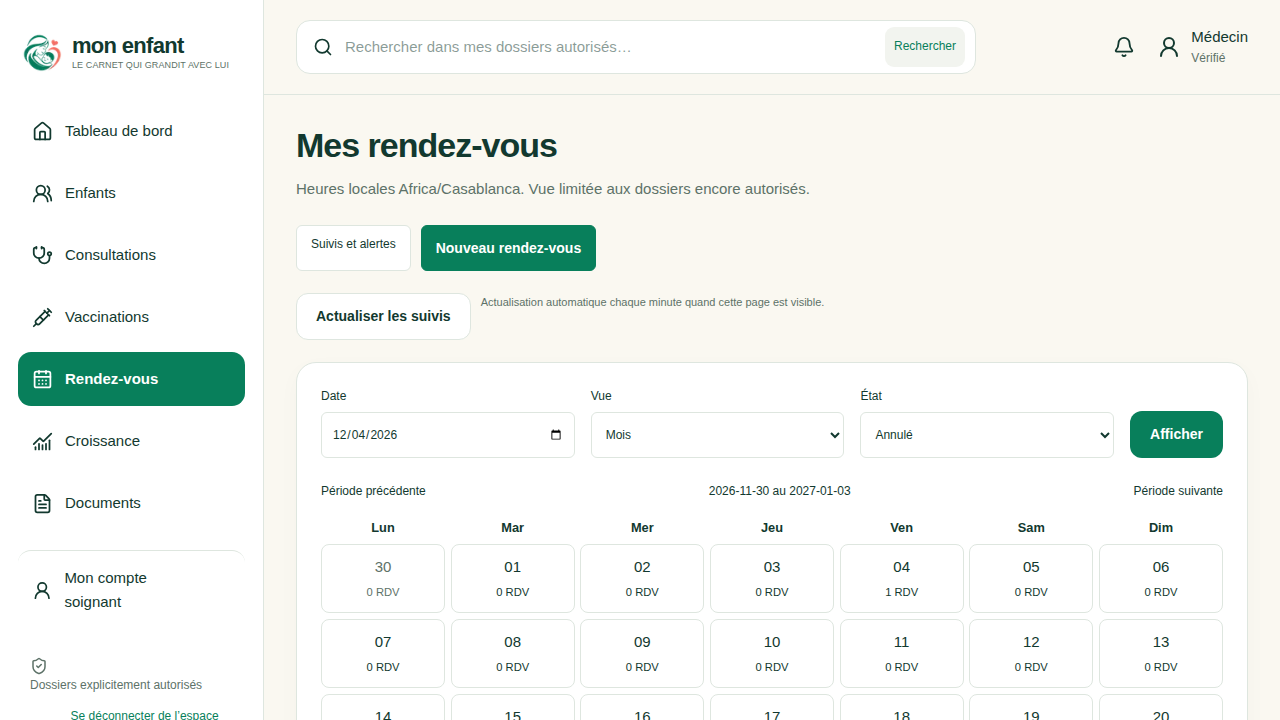 mon enfant
LE CARNET QUI GRANDIT AVEC LUI
Tableau de bord
Enfants
Consultations
Vaccinations
Rendez-vous
Croissance
Documents
Mon compte
soignant
Dossiers explicitement autorisés
Se déconnecter de l’espace
Rechercher dans mes dossiers autorisés…
Rechercher
Médecin
Vérifié
Mes rendez-vous
Heures locales Africa/Casablanca. Vue limitée aux dossiers encore autorisés.
Suivis et alertes
Nouveau rendez-vous
Actualiser les suivis
Actualisation automatique chaque minute quand cette page est visible.
Date
Vue
État
12/04/2026
Mois
Annulé
Afficher
Période précédente
2026-11-30 au 2027-01-03
Période suivante
Lun Mar Mer Jeu Ven Sam Dim
30 01 02 03 04 05 06
0 RDV 0 RDV 0 RDV 0 RDV 1 RDV 0 RDV 0 RDV
07 08 09 10 11 12 13
0 RDV 0 RDV 0 RDV 0 RDV 0 RDV 0 RDV 0 RDV
14 15 16 17 18 19 20